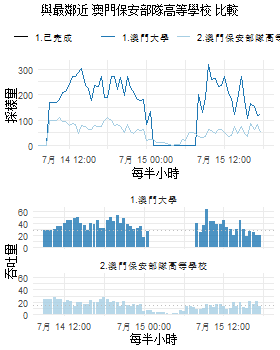 與最鄰近 澳門保安部隊高等學校 比較
1.已完成
1.澳門大學
2.澳門保安部隊高等
300
200
100
0
7月 14 12:00
7月 15 00:00
7月 15 12:00
每半小時
1.澳門大學
60
40
20
0
2.澳門保安部隊高等學校
60
40
20
0
吞吐量
7月 14 12:00
7月 15 00:00
7月 15 12:00
每半小時